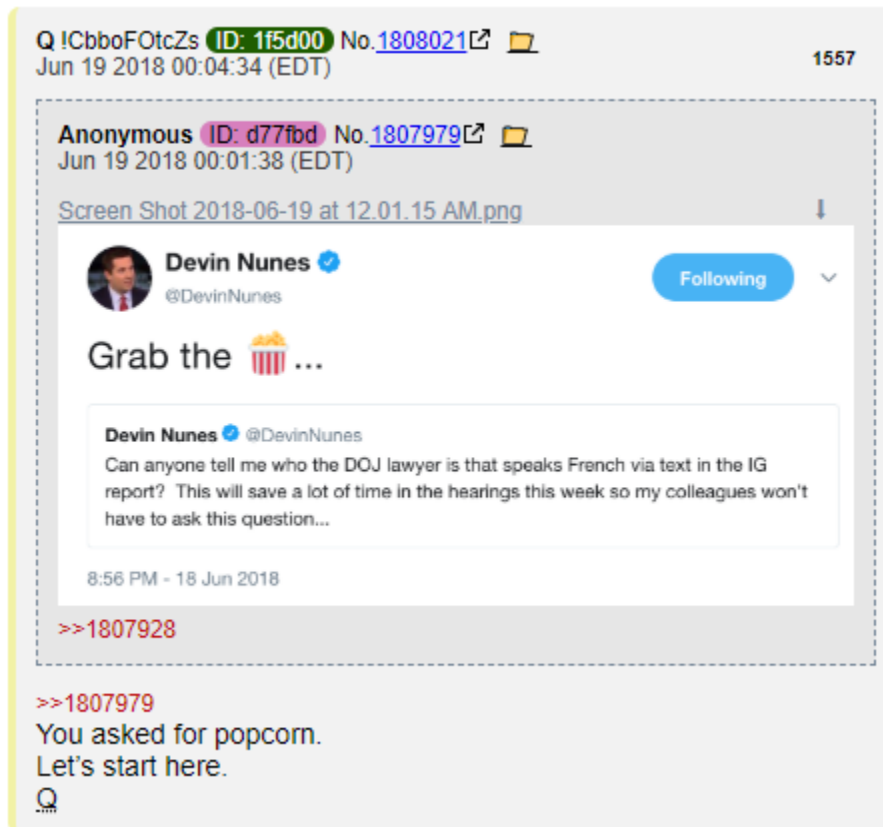 Q !CbboFOtcZs ID: 1f5d00 No.1808021
Jun 19 2018 00:04:34 (EDT)
1557
Anonymous ID: d77fbd No.1807979
Jun 19 2018 00:01:38 (EDT)
Screen Shot 2018-06-19 at 12.01.15 AM.png
Devin Nunes
@DevinNunes
Following
Grab the 🍿...
Devin Nunes @DevinNunes
Can anyone tell me who the DOJ lawyer is that speaks French via text in the IG
report? This will save a lot of time in the hearings this week so my colleagues won't
have to ask this question...
8:56 PM - 18 Jun 2018
>>1807928
>>1807979
You asked for popcorn.
Let's start here.
Q